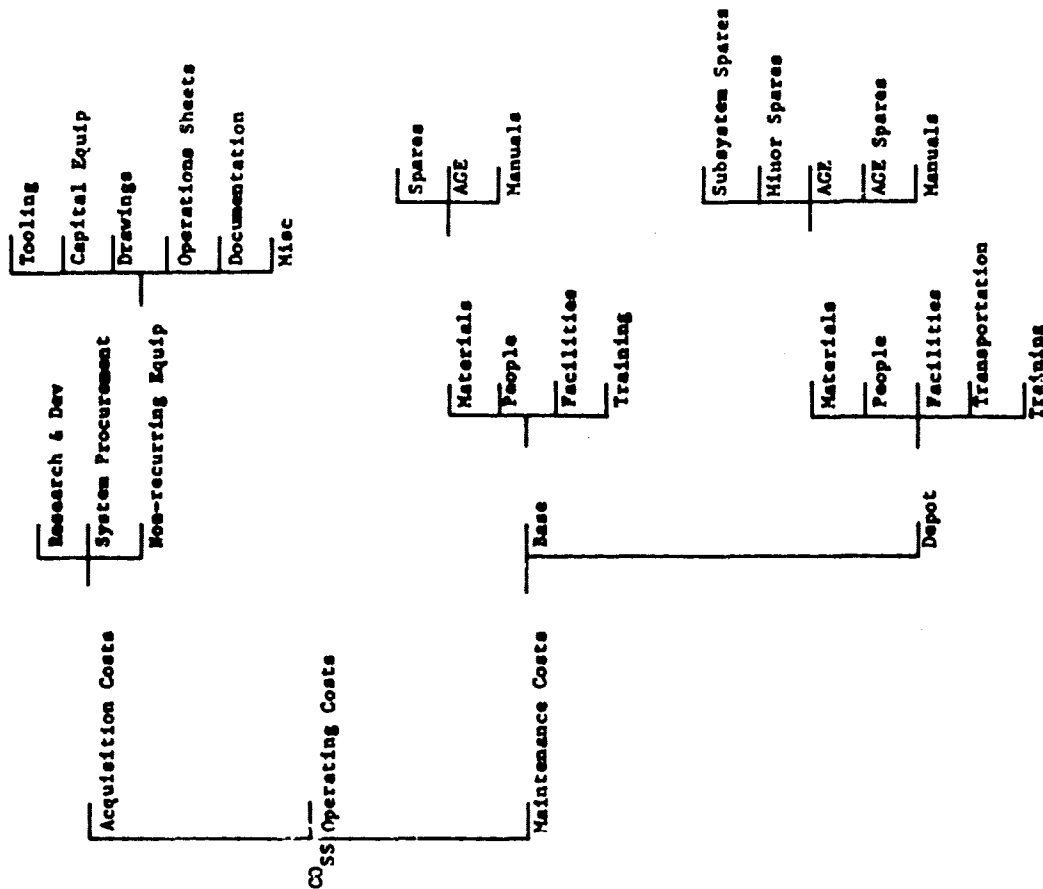 COSS
Acquisition Costs
Research & Dev
System Procurement
Non-recurring Equip
Tooling
Capital Equip
Drawings
Operations Sheets
Documentation
Misc
Operating Costs
Maintenance Costs
Base
Materials
People
Facilities
Training
Spares
AGE
Manuals
Depot
Materials
People
Facilities
Transportation
Training
Subsystem Spares
Minor Spares
AGE
AGE Spares
Manuals